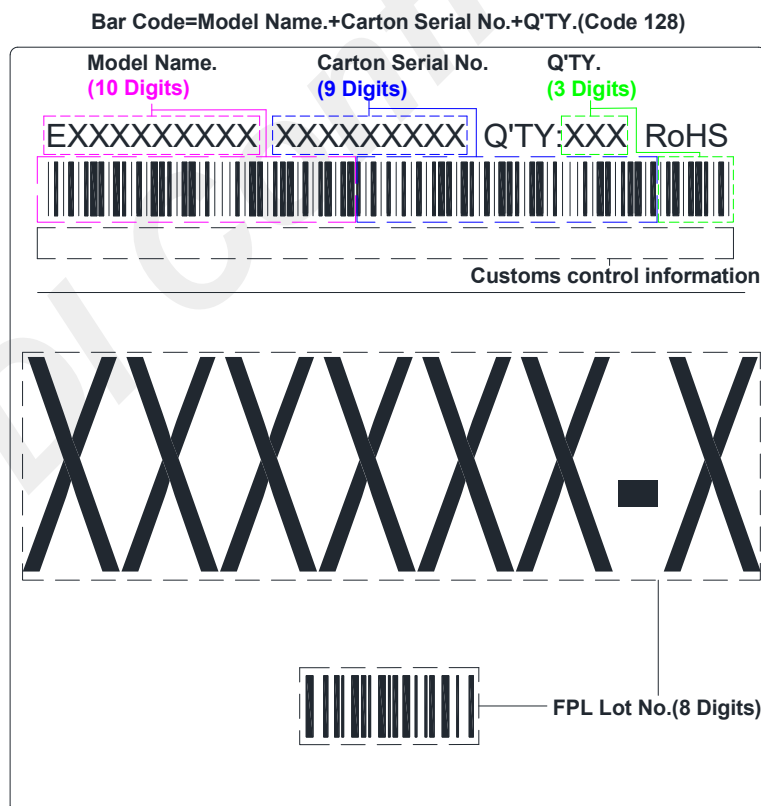 Bar Code=Model Name.+Carton Serial No.+Q'TY.(Code 128)
Model Name. Carton Serial No. Q'TY.
(10 Digits) (9 Digits) (3 Digits)
EXXXXXXXXX XXXXXXXXX Q'TY:XXX RoHS
Customs control information
XXXXXX-X
FPL Lot No.(8 Digits)